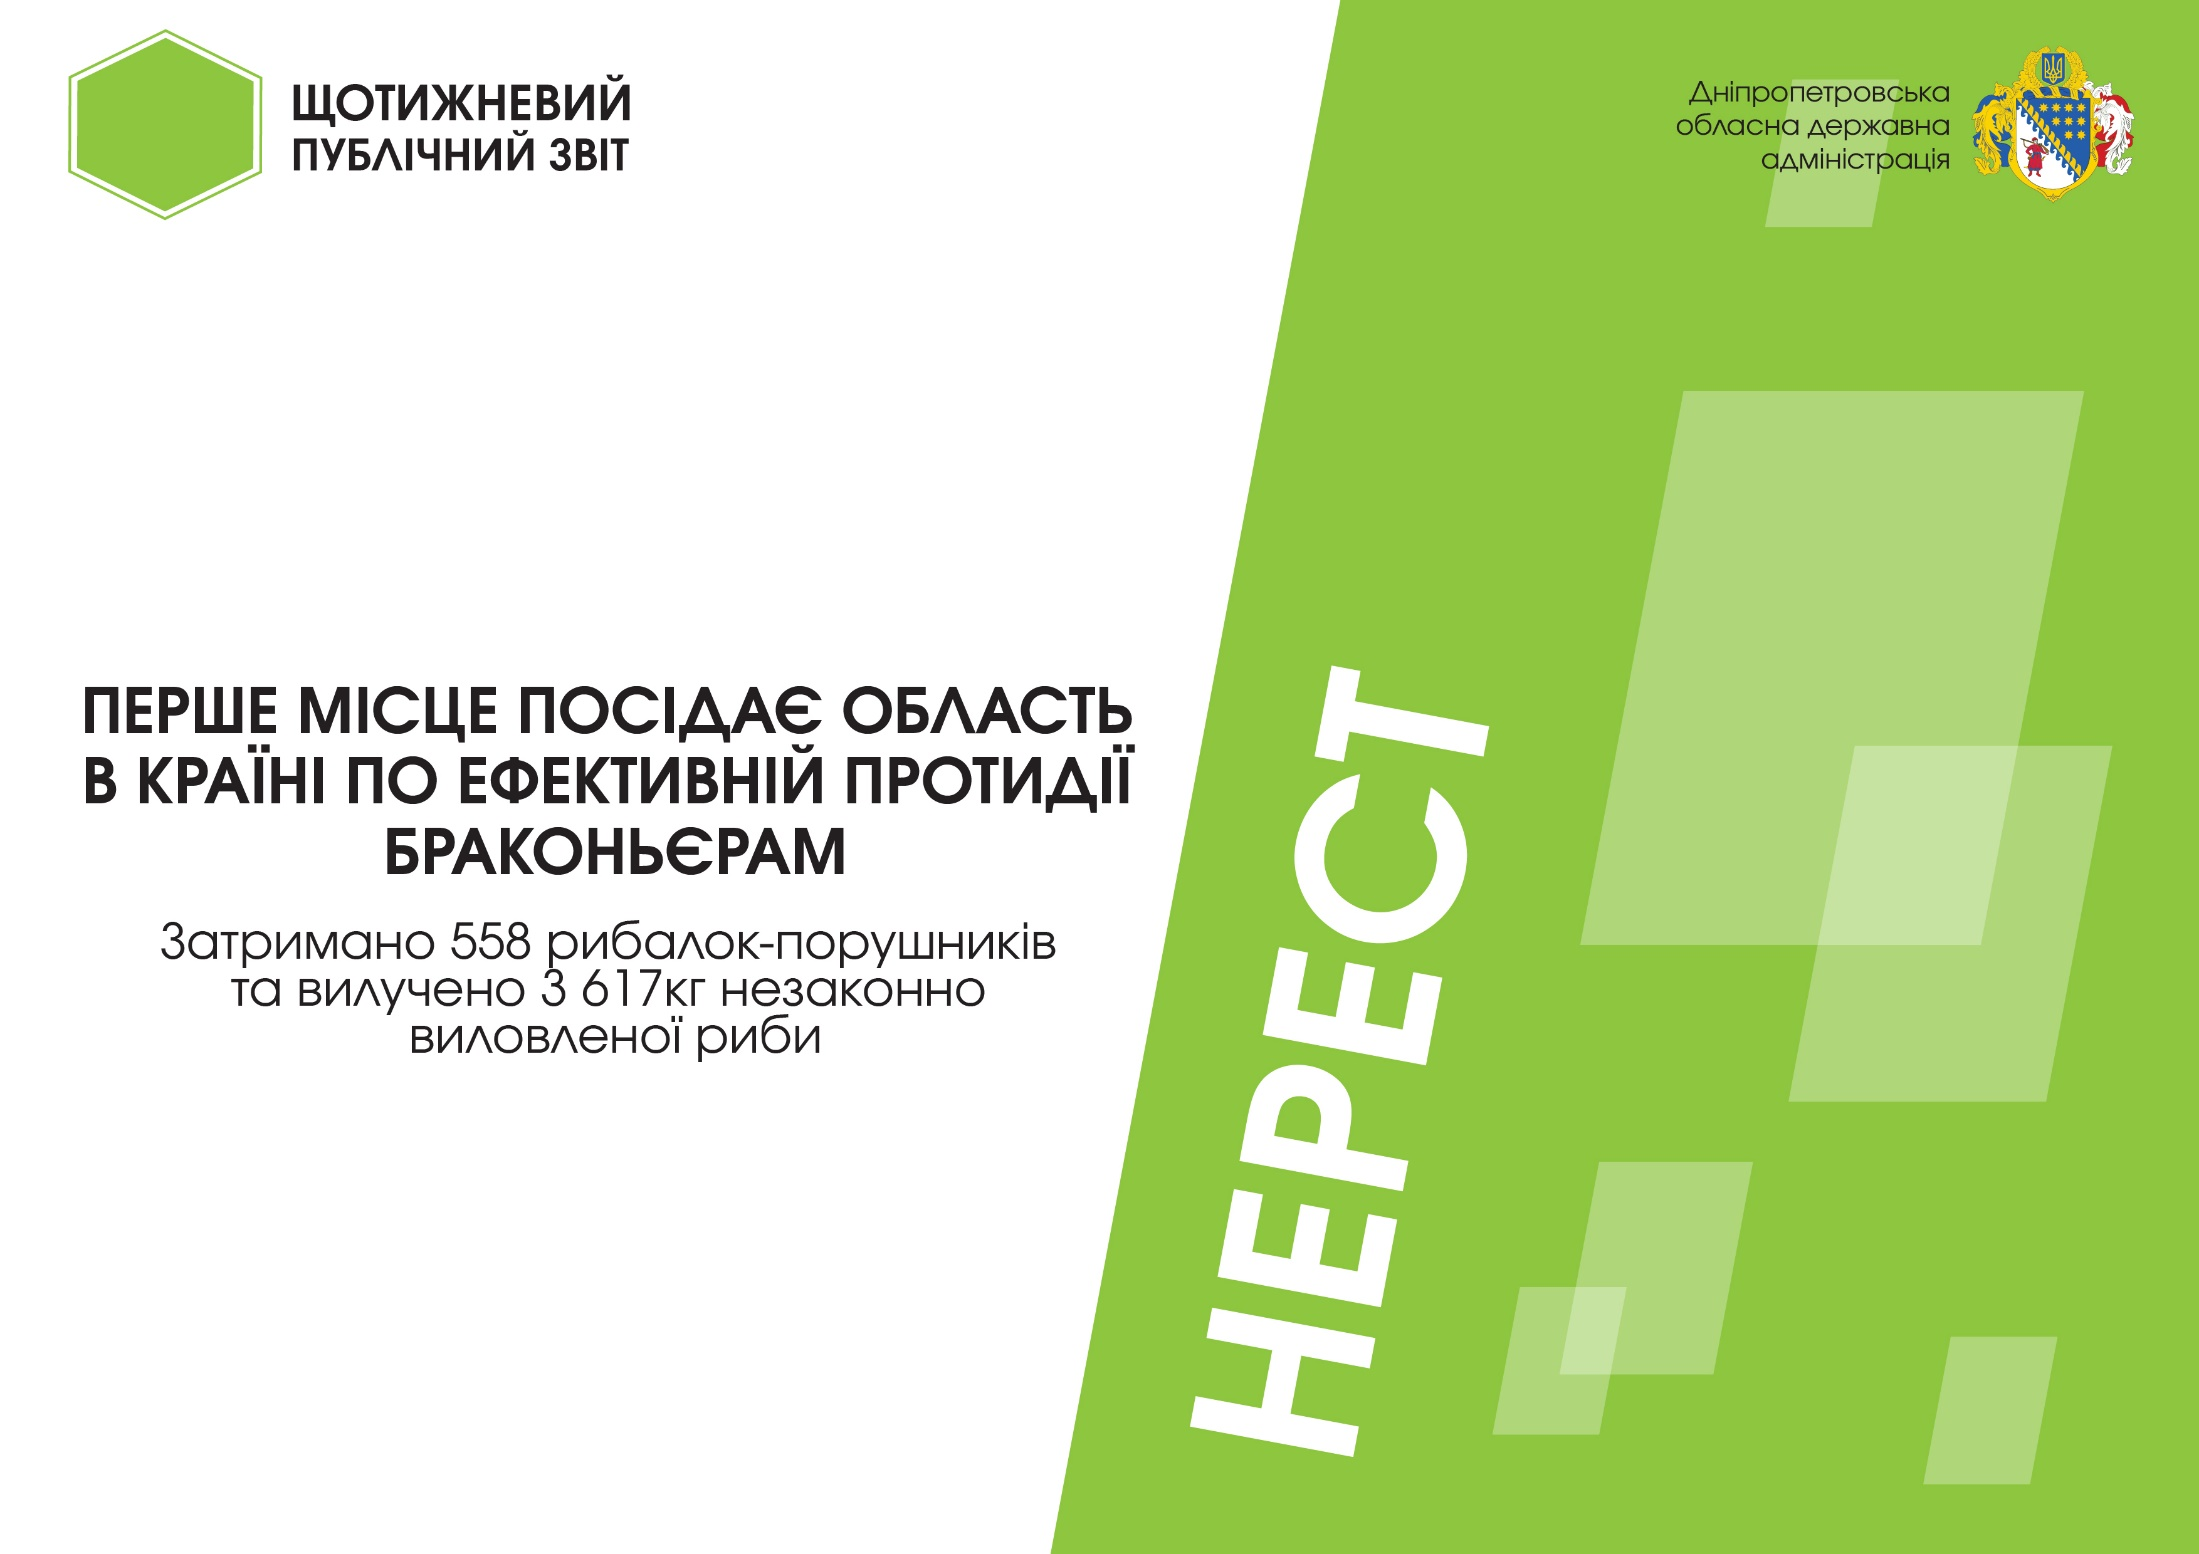 ЩОТИЖНЕВИЙ
ПУБЛІЧНИЙ ЗВІТ
Дніпропетровська
обласна державна
адміністрація
ПЕРШЕ МІСЦЕ ПОСІДАЄ ОБЛАСТЬ
В КРАЇНІ ПО ЕФЕКТИВНІЙ ПРОТИДІЇ
БРАКОНЬЄРАМ
Затримано 558 рибалок-порушників
та вилучено 3 617кг незаконно
виловленої риби
НЕРЕСТ